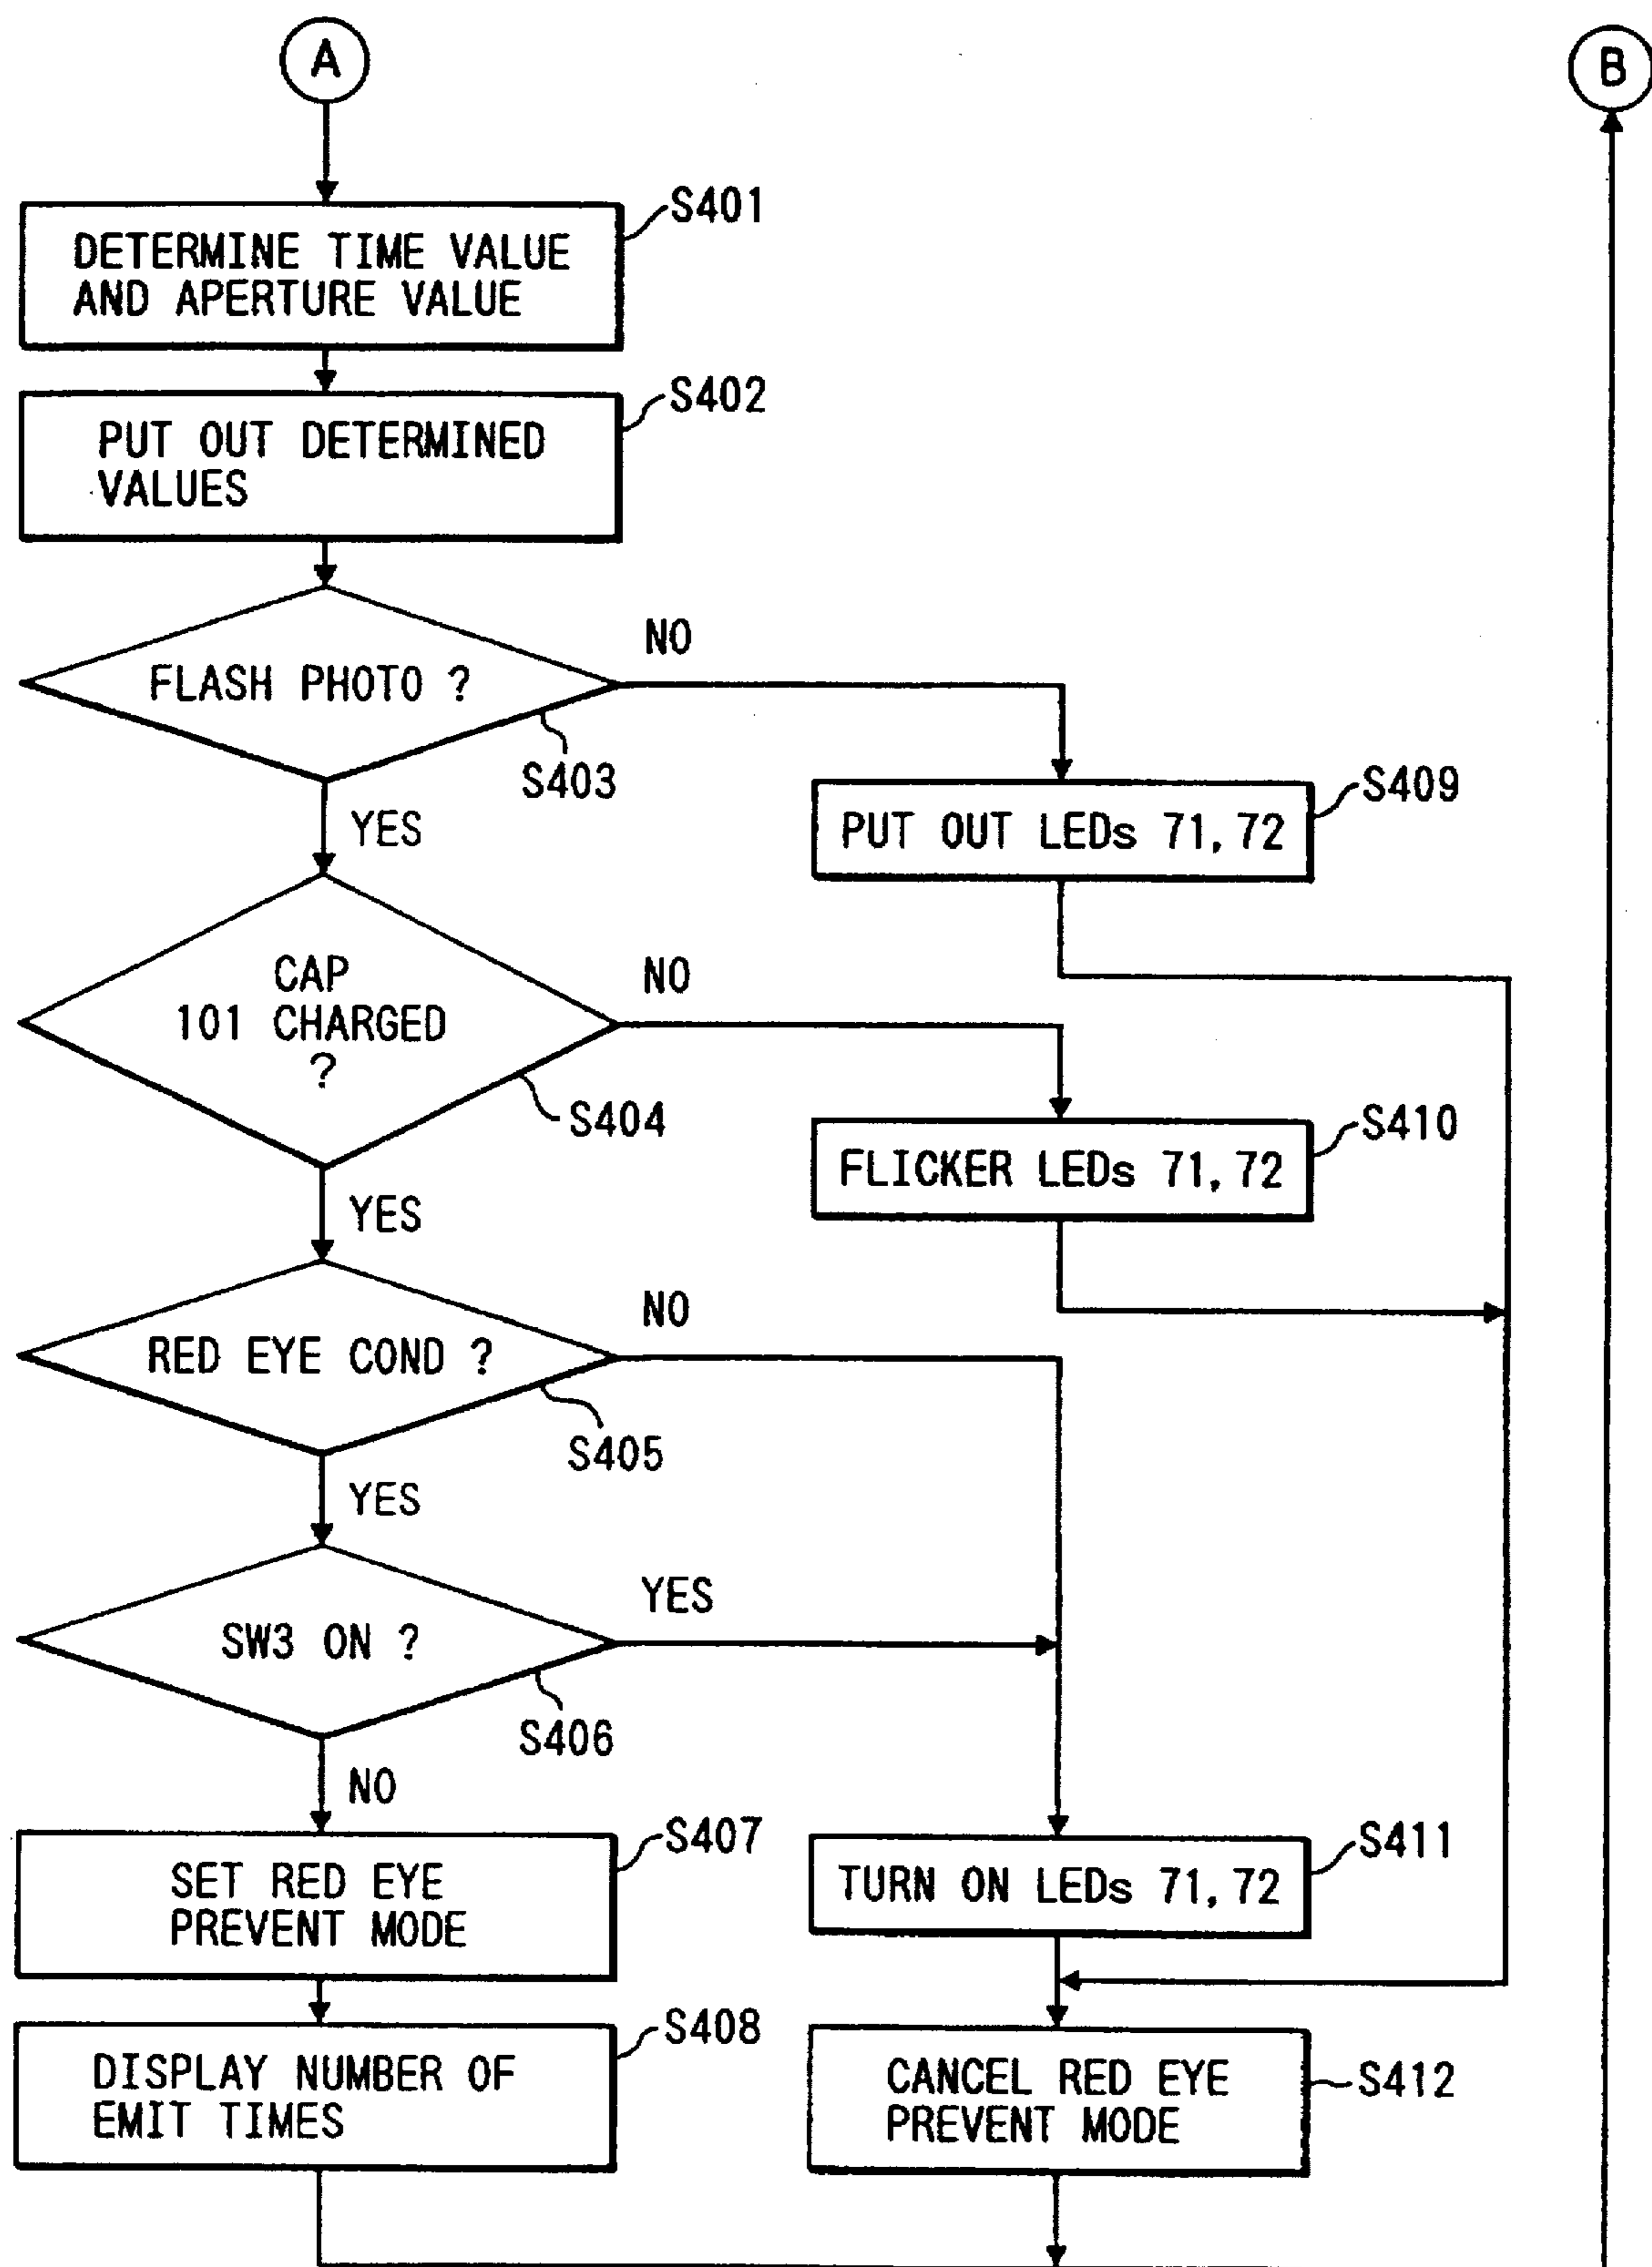 A
B
S401
DETERMINE TIME VALUE
AND APERTURE VALUE
S402
PUT OUT DETERMINED
VALUES
NO
FLASH PHOTO ?
S403
YES
S409
PUT OUT LEDs 71, 72
CAP
101 CHARGED
?
NO
S404
S410
FLICKER LEDs 71, 72
YES
NO
RED EYE COND ?
S405
YES
YES
SW3 ON ?
S406
NO
S407
SET RED EYE
PREVENT MODE
S411
TURN ON LEDs 71, 72
S408
DISPLAY NUMBER OF
EMIT TIMES
S412
CANCEL RED EYE
PREVENT MODE